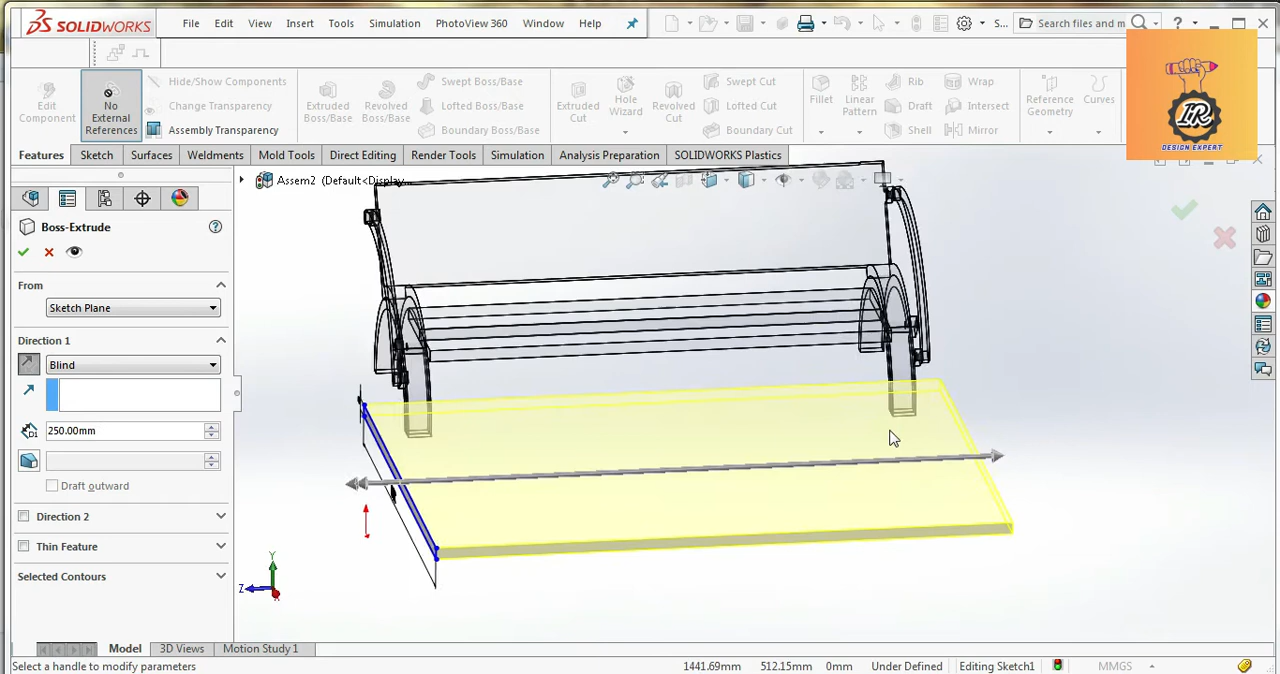 SOLIDWORKS
File Edit View Insert Tools Simulation PhotoView 360 Window Help
S...
Search files and m
?
Edit Component
No External References
Hide/Show Components
Change Transparency
Assembly Transparency
Extruded Boss/Base
Revolved Boss/Base
Swept Boss/Base
Lofted Boss/Base
Boundary Boss/Base
Extruded Cut
Hole Wizard
Revolved Cut
Swept Cut
Lofted Cut
Boundary Cut
Fillet
Linear Pattern
Rib
Draft
Shell
Wrap
Intersect
Mirror
Reference Geometry
Curves
IR
DESIGN EXPERT
Features Sketch Surfaces Weldments Mold Tools Direct Editing Render Tools Simulation Analysis Preparation SOLIDWORKS Plastics
Assem2 (Default<Display...
Boss-Extrude
From
Sketch Plane
Direction 1
Blind
D1
250.00mm
Draft outward
Direction 2
Thin Feature
Selected Contours
Y
Z
Model 3D Views Motion Study 1
Select a handle to modify parameters
1441.69mm 512.15mm 0mm Under Defined Editing Sketch1 MMGS